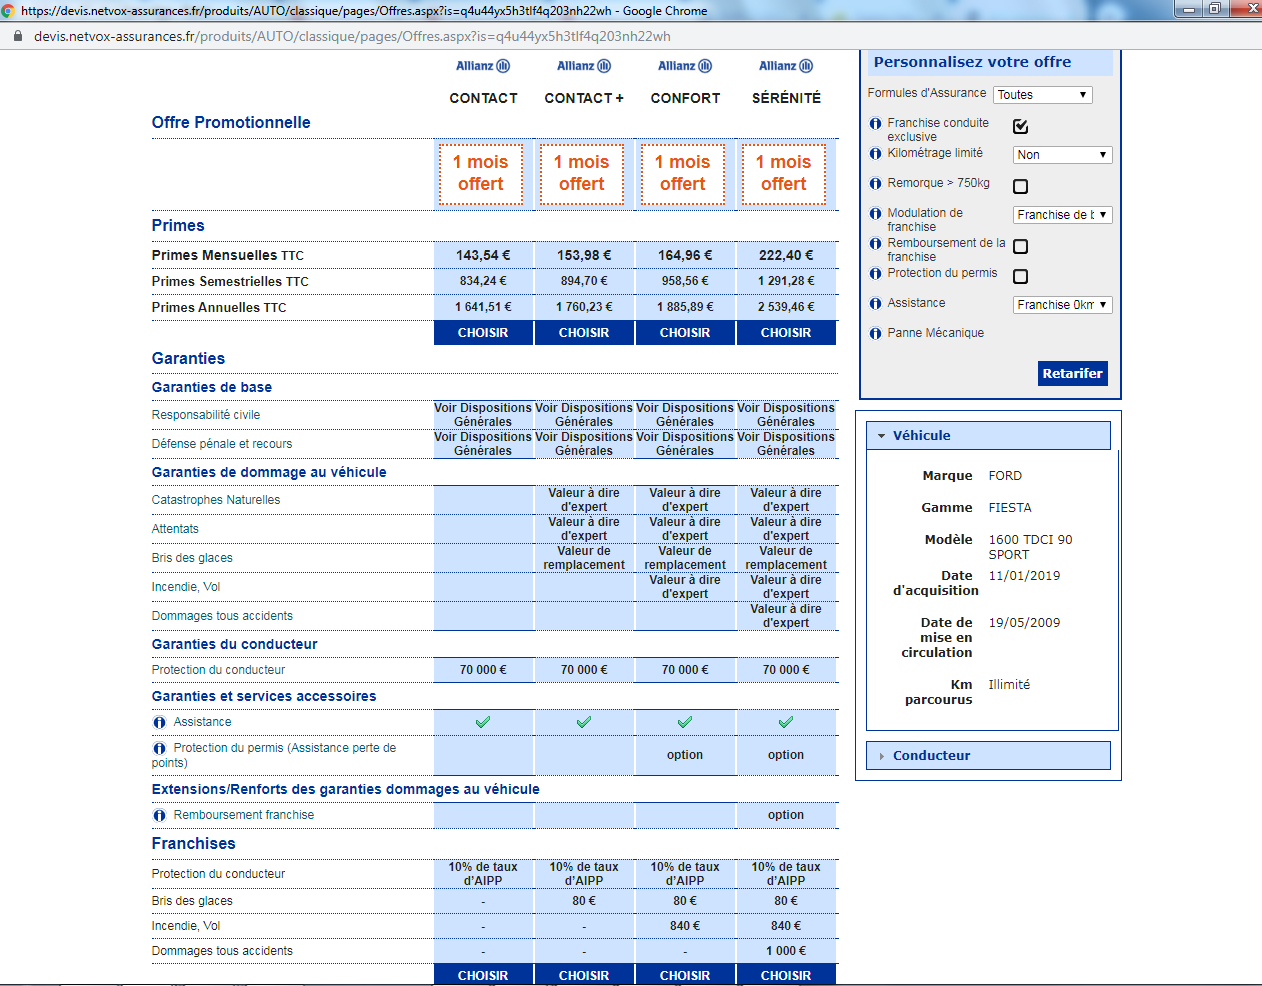 https://devis.netvox-assurances.fr/produits/AUTO/classique/pages/Offres.aspx?is=q4u44yx5h3tlf4q203nh22wh - Google Chrome
devis.netvox-assurances.fr/produits/AUTO/classique/pages/Offres.aspx?is=q4u44yx5h3tlf4q203nh22wh
Allianz Allianz Allianz Allianz
CONTACT CONTACT + CONFORT SÉRÉNITÉ
Offre Promotionnelle
1 mois offert 1 mois offert 1 mois offert 1 mois offert
Primes
Primes Mensuelles TTC 143,54 € 153,98 € 164,96 € 222,40 €
Primes Semestrielles TTC 834,24 € 894,70 € 958,56 € 1 291,28 €
Primes Annuelles TTC 1 641,51 € 1 760,23 € 1 885,89 € 2 539,46 €
CHOISIR CHOISIR CHOISIR CHOISIR
Garanties
Garanties de base
Responsabilité civile Voir Dispositions Générales Voir Dispositions Générales Voir Dispositions Générales Voir Dispositions Générales
Défense pénale et recours Voir Dispositions Générales Voir Dispositions Générales Voir Dispositions Générales Voir Dispositions Générales
Garanties de dommage au véhicule
Catastrophes Naturelles Valeur à dire d'expert Valeur à dire d'expert Valeur à dire d'expert
Attentats Valeur à dire d'expert Valeur à dire d'expert Valeur à dire d'expert
Bris des glaces Valeur de remplacement Valeur de remplacement Valeur de remplacement
Incendie, Vol Valeur à dire d'expert Valeur à dire d'expert
Dommages tous accidents Valeur à dire d'expert
Garanties du conducteur
Protection du conducteur 70 000 € 70 000 € 70 000 € 70 000 €
Garanties et services accessoires
Assistance
Protection du permis (Assistance perte de points) option option
Extensions/Renforts des garanties dommages au véhicule
Remboursement franchise option
Franchises
Protection du conducteur 10% de taux d'AIPP 10% de taux d'AIPP 10% de taux d'AIPP 10% de taux d'AIPP
Bris des glaces - 80 € 80 € 80 €
Incendie, Vol - - 840 € 840 €
Dommages tous accidents - - - 1 000 €
CHOISIR CHOISIR CHOISIR CHOISIR
Personnalisez votre offre
Formules d'Assurance Toutes
Franchise conduite exclusive
Kilométrage limité Non
Remorque > 750kg
Modulation de franchise Franchise de b
Remboursement de la franchise
Protection du permis
Assistance Franchise 0km
Panne Mécanique
Retarifer
Véhicule
Marque FORD
Gamme FIESTA
Modèle 1600 TDCI 90 SPORT
Date d'acquisition 11/01/2019
Date de mise en circulation 19/05/2009
Km parcourus Illimité
Conducteur